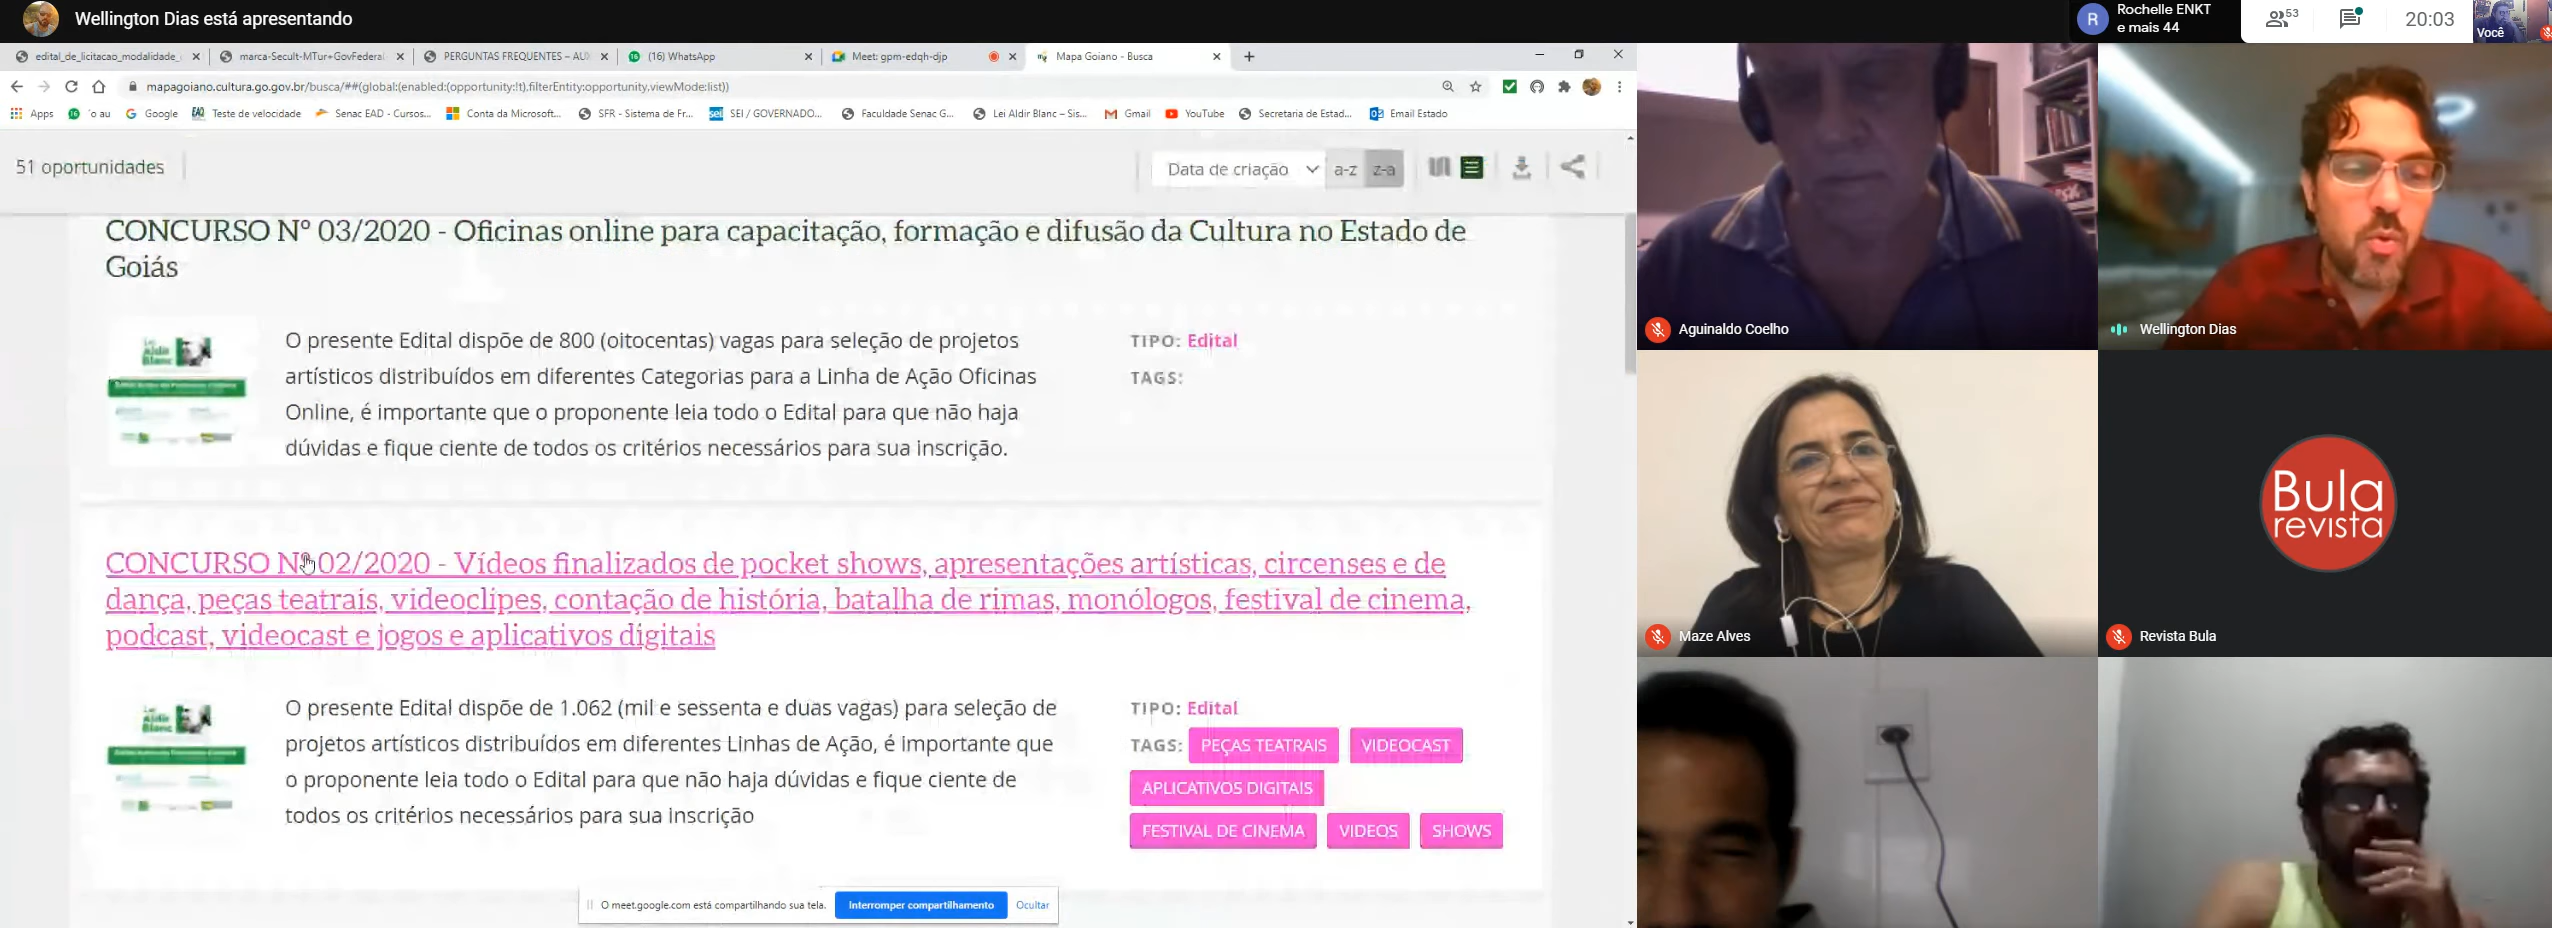 Wellington Dias está apresentando
R
Rochelle ENKT
e mais 44
53
20:03
Você
edital_de_licitacao_modalidade_
marca-Secult-MTur+GovFedera
PERGUNTAS FREQUENTES – AU
(16) WhatsApp
Meet: gpm-edqh-djp
Mapa Goiano - Busca
mapagoiano.cultura.go.gov.br/busca/##(global:(enabled:(opportunity:!t),filterEntity:opportunity,viewMode:list))
Apps
'o au
Google
Teste de velocidade
Senac EAD - Cursos...
Conta da Microsoft...
SFR - Sistema de Fr...
SEI / GOVERNADO...
Faculdade Senac G...
Lei Aldir Blanc – Sis...
Gmail
YouTube
Secretaria de Estad...
Email Estado
51 oportunidades
Data de criação
a-z
z-a
CONCURSO Nº 03/2020 - Oficinas online para capacitação, formação e difusão da Cultura no Estado de
Goiás
Lei
Aldir
Blanc
O presente Edital dispõe de 800 (oitocentas) vagas para seleção de projetos
artísticos distribuídos em diferentes Categorias para a Linha de Ação Oficinas
Online, é importante que o proponente leia todo o Edital para que não haja
dúvidas e fique ciente de todos os critérios necessários para sua inscrição.
TIPO: Edital
TAGS:
CONCURSO Nº 02/2020 - Vídeos finalizados de pocket shows, apresentações artísticas, circenses e de
dança, peças teatrais, videoclipes, contação de história, batalha de rimas, monólogos, festival de cinema,
podcast, videocast e jogos e aplicativos digitais
Lei
Aldir
Blanc
O presente Edital dispõe de 1.062 (mil e sessenta e duas vagas) para seleção de
projetos artísticos distribuídos em diferentes Linhas de Ação, é importante que
o proponente leia todo o Edital para que não haja dúvidas e fique ciente de
todos os critérios necessários para sua inscrição
TIPO: Edital
TAGS: PEÇAS TEATRAIS VIDEOCAST
APLICATIVOS DIGITAIS
FESTIVAL DE CINEMA VIDEOS SHOWS
O meet.google.com está compartilhando sua tela.
Interromper compartilhamento
Ocultar
Aguinaldo Coelho
Wellington Dias
Maze Alves
Bula
revista
Revista Bula